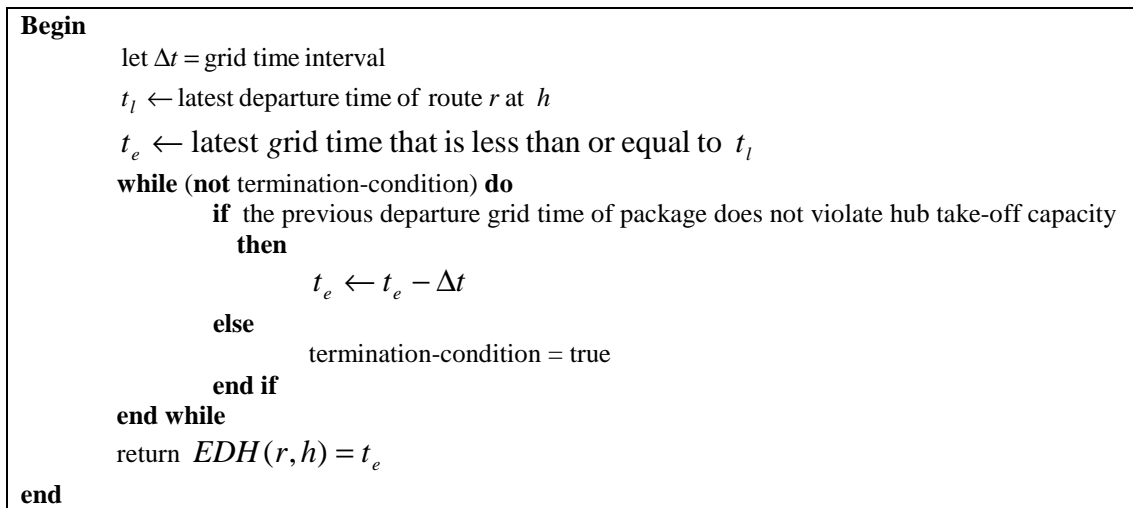 Begin
let Δt = grid time interval
t_l ← latest departure time of route r at h
t_e ← latest grid time that is less than or equal to t_l
while (not termination-condition) do
if the previous departure grid time of package does not violate hub take-off capacity
then
t_e ← t_e − Δt
else
termination-condition = true
end if
end while
return EDH(r,h) = t_e
end